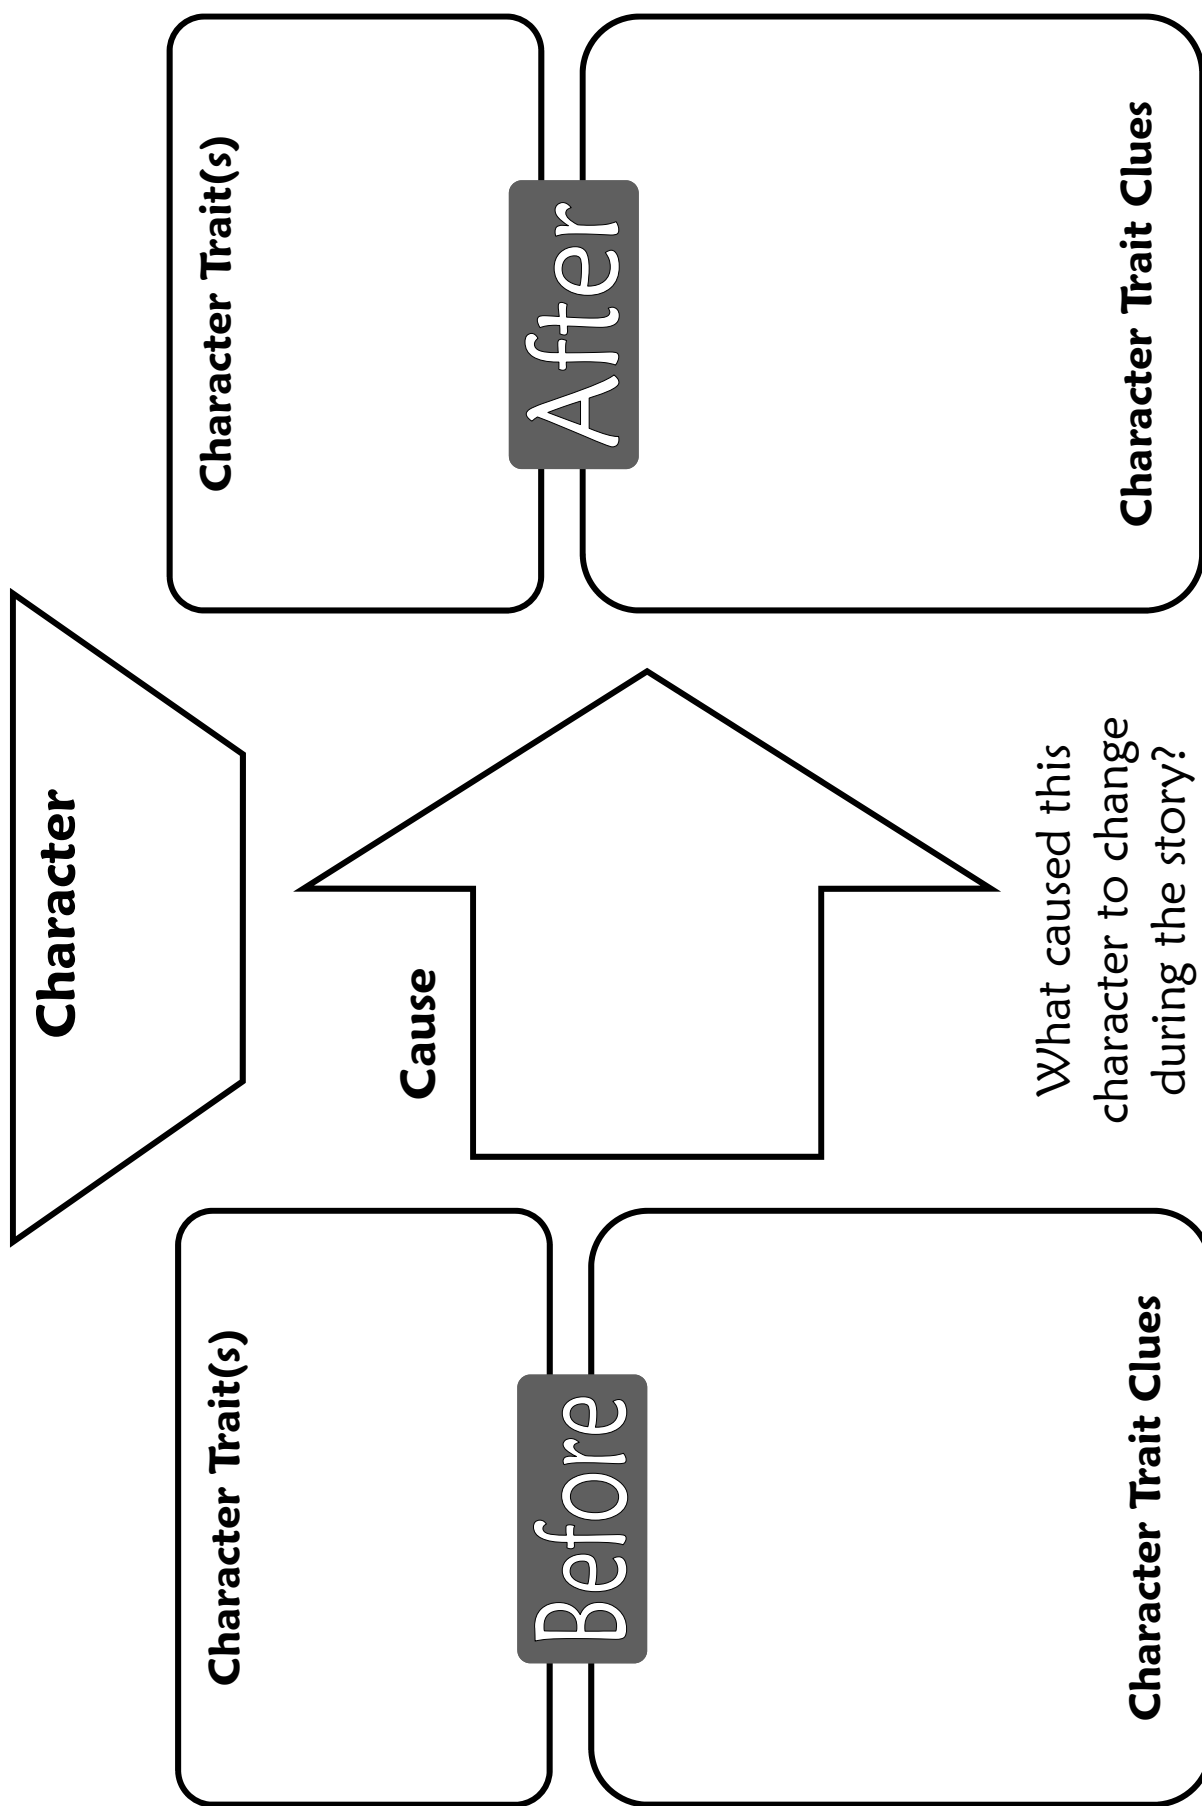 Character
Character Trait(s)
Before
Character Trait Clues
Cause
What caused this
character to change
during the story?
Character Trait(s)
After
Character Trait Clues